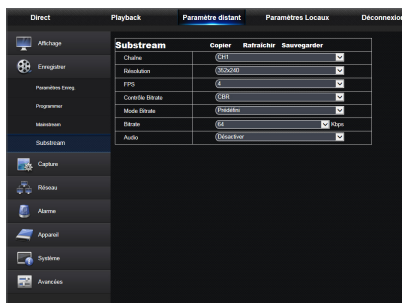 Direct Playback Paramètre distant Paramètres Locaux Déconnexion
Affichage
Enregistrer
Paramètres Enreg.
Programmer
Mainstream
Substream
Capture
Réseau
Alarme
Appareil
Système
Avancées
Substream Copier Rafraîchir Sauvegarder
Chaîne CH1
Résolution 352x240
FPS 4
Contrôle Bitrate CBR
Mode Bitrate Prédéfini
Bitrate 64 Kbps
Audio Désactiver